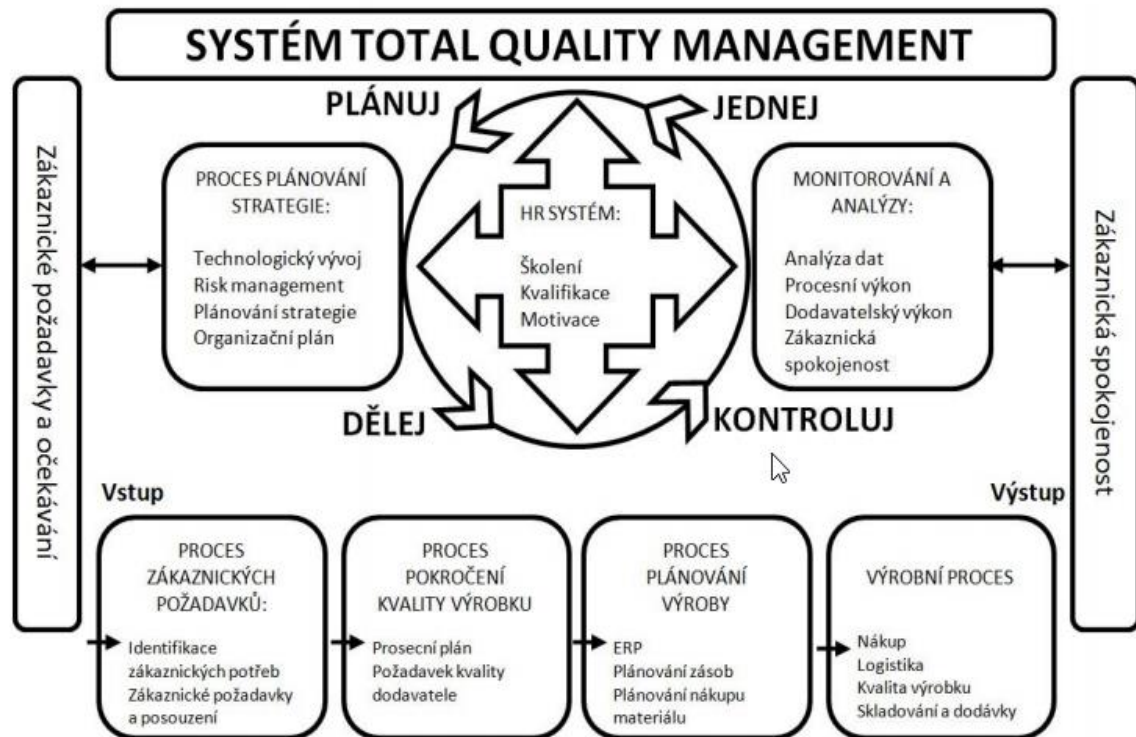 SYSTÉM TOTAL QUALITY MANAGEMENT
Zákaznické požadavky a očekávání
PLÁNUJ
JEDNEJ
PROCES PLÁNOVÁNÍ
STRATEGIE:
Technologický vývoj
Risk management
Plánování strategie
Organizační plán
HR SYSTÉM:
Školení
Kvalifikace
Motivace
MONITOROVÁNÍ A
ANALÝZY:
Analýza dat
Procesní výkon
Dodavatelský výkon
Zákaznická
spokojenost
Zákaznická spokojenost
DĚLEJ
KONTROLUJ
Vstup
Výstup
PROCES
ZÁKAZNICKÝCH
POŽADAVKŮ:
Identifikace
zákaznických potřeb
Zákaznické požadavky
a posouzení
PROCES
POKROČENÍ
KVALITY VÝROBKU
Prosecní plán
Požadavek kvality
dodavatele
PROCES
PLÁNOVÁNÍ
VÝROBY
ERP
Plánování zásob
Plánování nákupu
materiálu
VÝROBNÍ PROCES
Nákup
Logistika
Kvalita výrobku
Skladování a dodávky